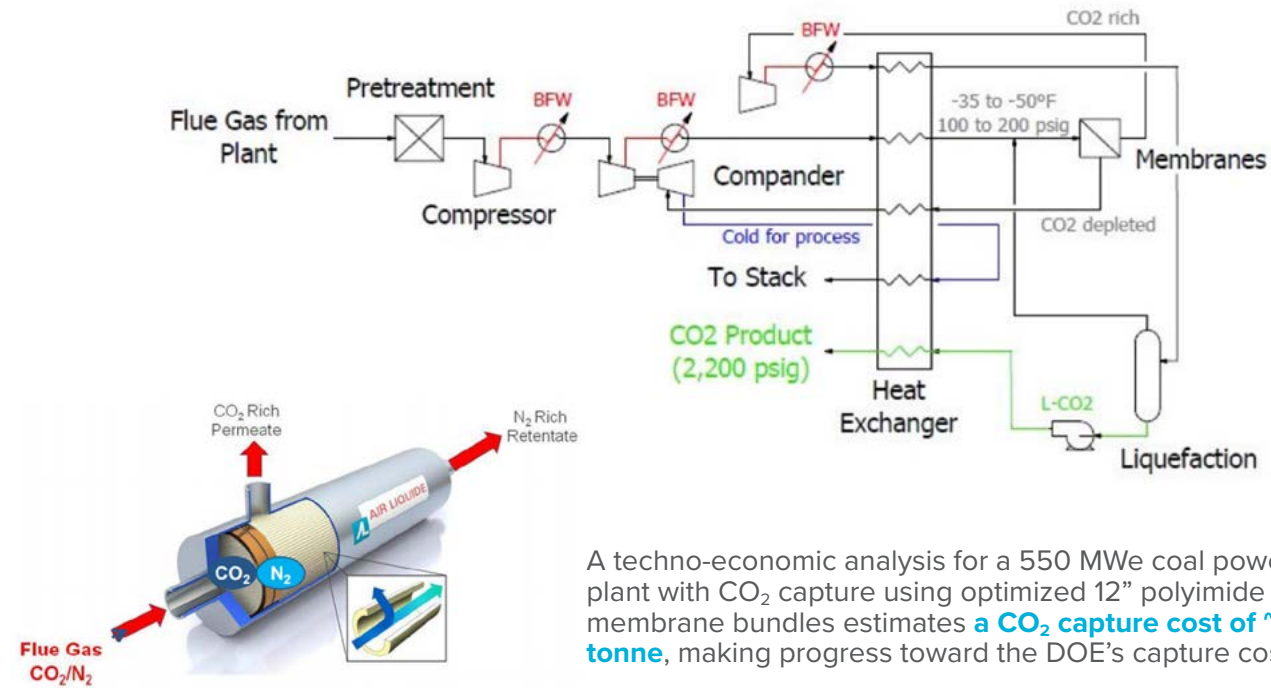 CO2 rich
BFW
Pretreatment
BFW
BFW
-35 to -50ºF
100 to 200 psig
Flue Gas from
Plant
Membranes
Compander
Compressor
CO2 depleted
Cold for process
To Stack
CO2 Product
(2,200 psig)
Heat
Exchanger
L-CO2
Liquefaction
CO₂ Rich
Permeate
N₂ Rich
Retentate
AL AIR LIQUIDE
CO₂ N₂
Flue Gas
CO₂/N₂
A techno-economic analysis for a 550 MWe coal power
plant with CO₂ capture using optimized 12” polyimide
membrane bundles estimates a CO₂ capture cost of
tonne, making progress toward the DOE’s capture